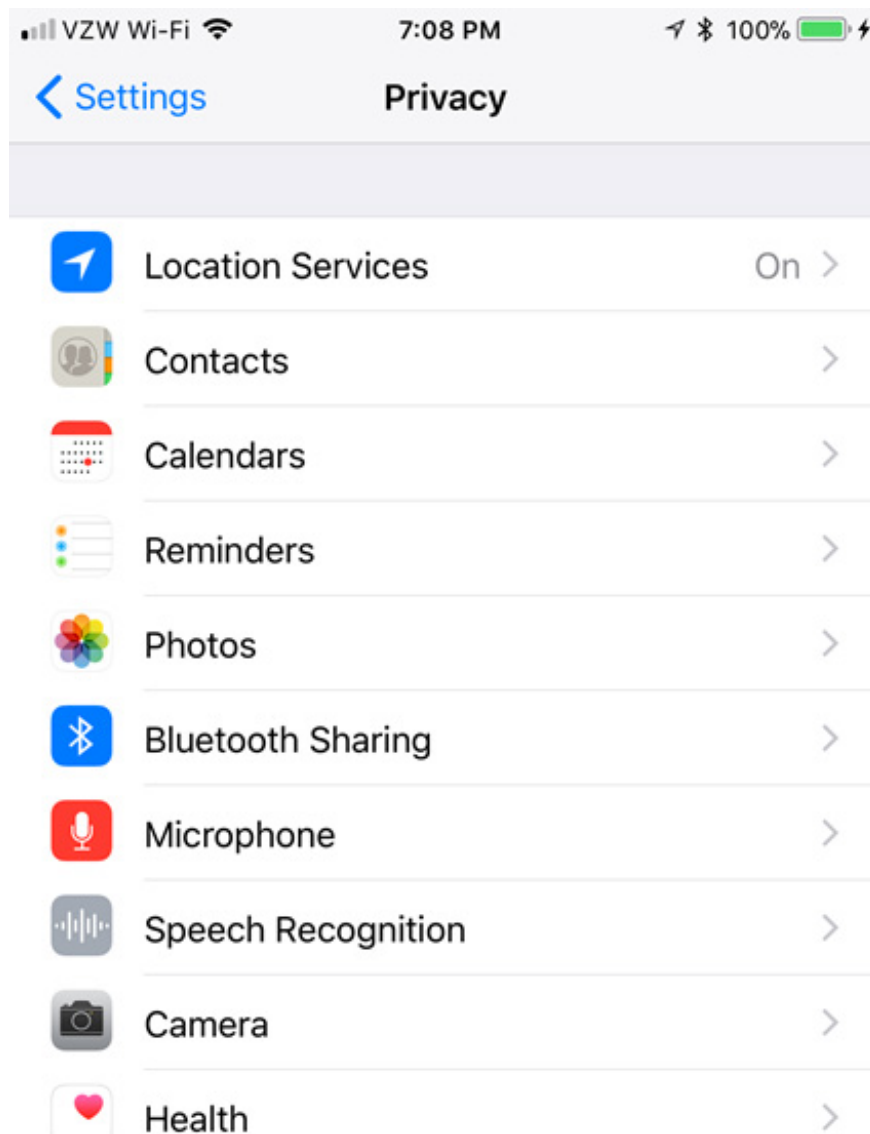 VZW Wi-Fi 7:08 PM 100%
Settings Privacy
Location Services On
Contacts
Calendars
Reminders
Photos
Bluetooth Sharing
Microphone
Speech Recognition
Camera
Health